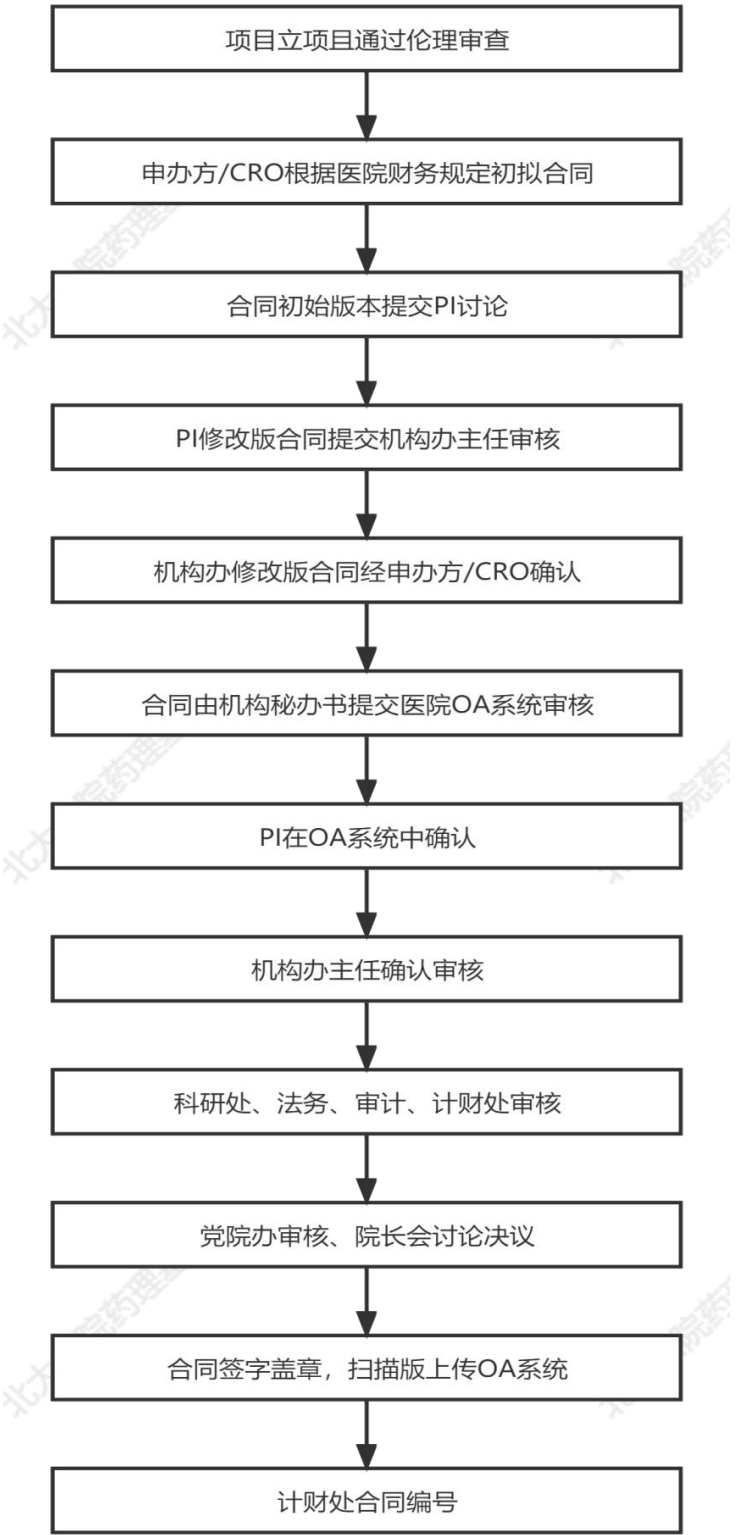 项目立项且通过伦理审查
申办方/CRO根据医院财务规定初拟合同
合同初始版本提交PI讨论
PI修改版合同提交机构办主任审核
机构办修改版合同经申办方/CRO确认
合同由机构秘办书提交医院OA系统审核
PI在OA系统中确认
机构办主任确认审核
科研处、法务、审计、计财处审核
党院办审核、院长会讨论决议
合同签字盖章，扫描版上传OA系统
计财处合同编号